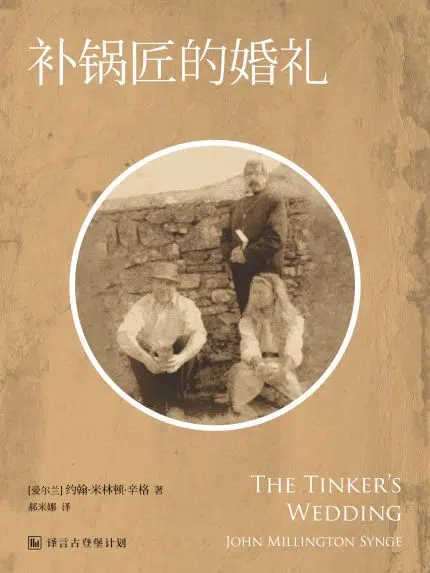 补锅匠的婚礼
[爱尔兰] 约翰·米林顿·辛格 著
郝米娜 译
译言古登堡计划
THE TINKER'S
WEDDING
JOHN MILLINGTON SYNGE